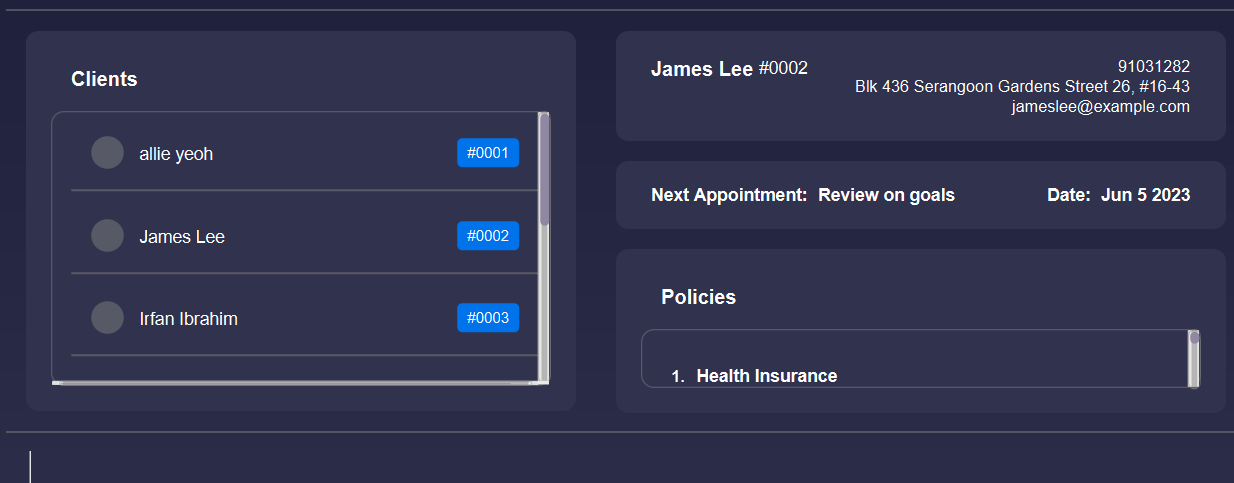 Clients
allie yeoh #0001
James Lee #0002
Irfan Ibrahim #0003
James Lee #0002
91031282
Blk 436 Serangoon Gardens Street 26, #16-43
jameslee@example.com
Next Appointment: Review on goals Date: Jun 5 2023
Policies
1. Health Insurance